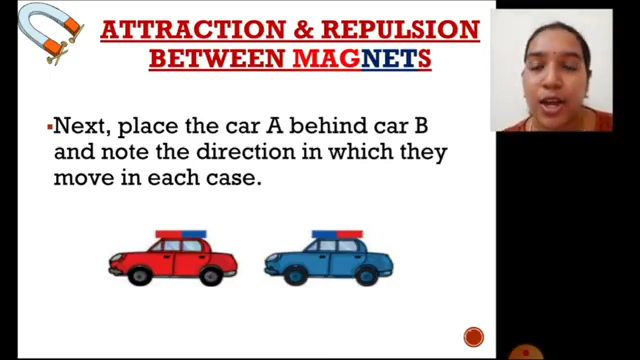 ATTRACTION & REPULSION
BETWEEN MAGNETS
▪Next, place the car A behind car B
and note the direction in which they
move in each case.